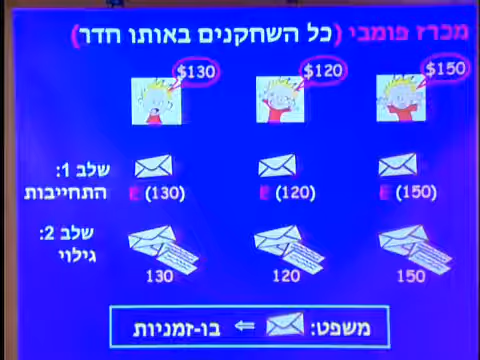 מכרז פומבי (כל השחקנים באותו חדר)
$130 $120 $150
שלב 1:
התחייבות
E (130) E (120) E (150)
שלב 2:
גילוי
130 120 150
משפט: ⇐ בו-זמניות